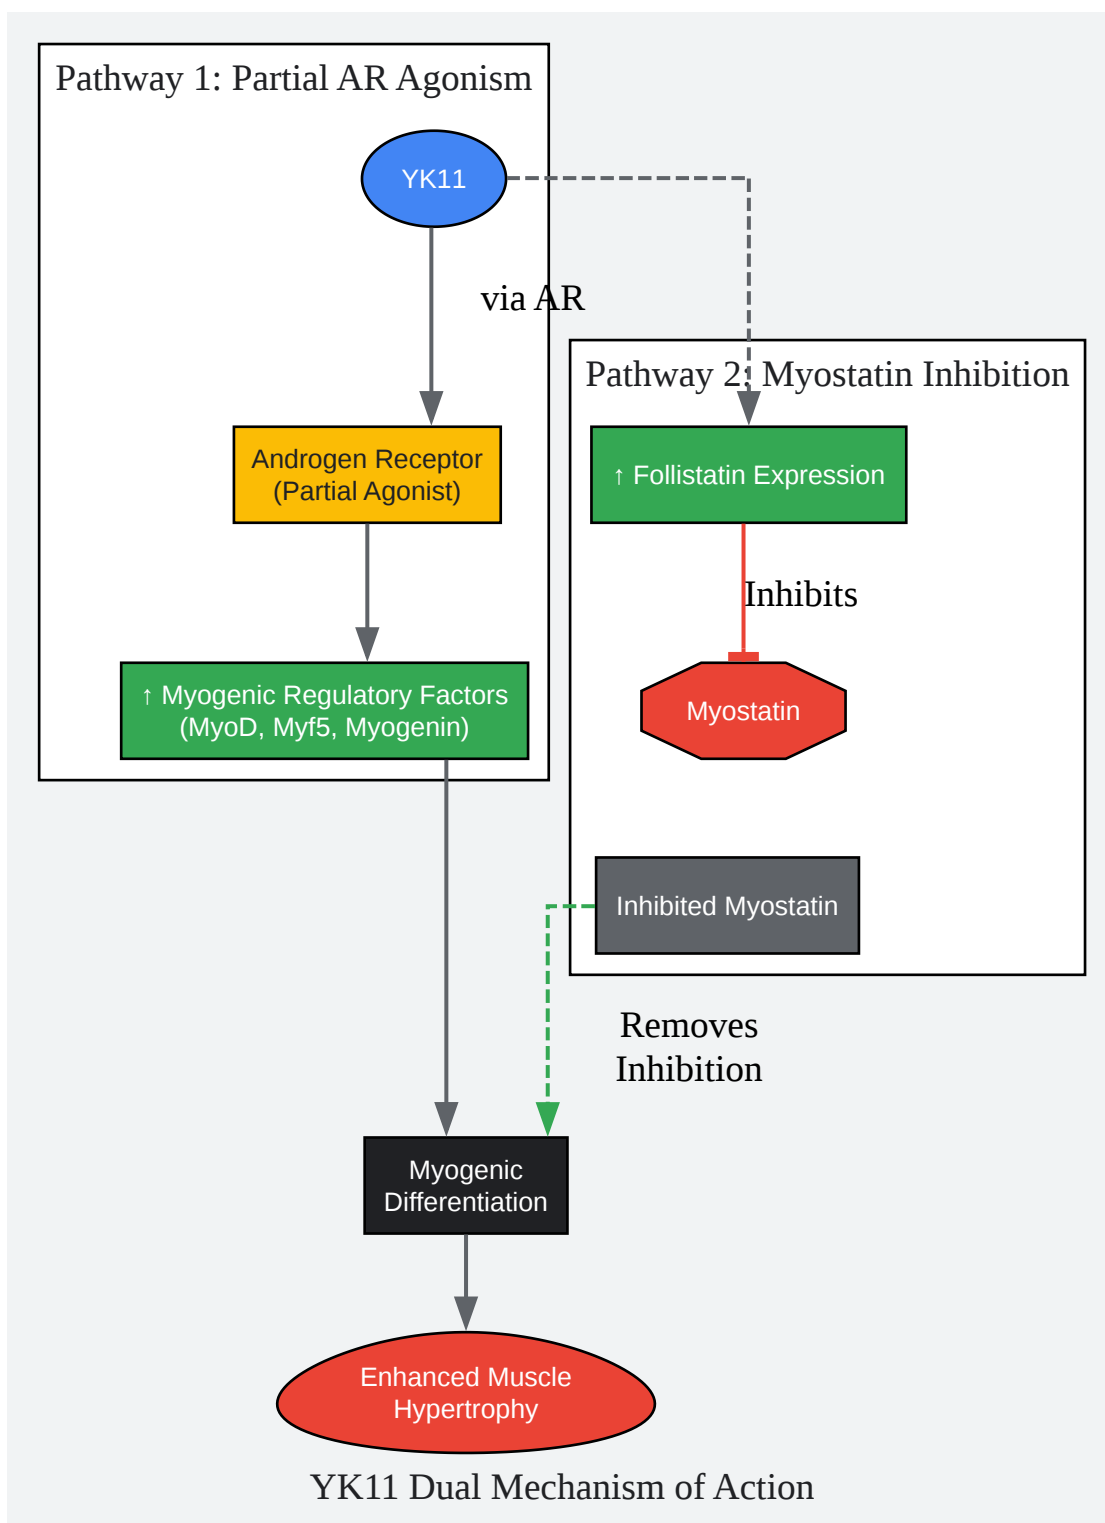 Pathway 1: Partial AR Agonism
YK11
via AR
Pathway 2: Myostatin Inhibition
Androgen Receptor
(Partial Agonist)
↑ Follistatin Expression
Inhibits
↑ Myogenic Regulatory Factors
(MyoD, Myf5, Myogenin)
Myostatin
Inhibited Myostatin
Removes
Inhibition
Myogenic
Differentiation
Enhanced Muscle
Hypertrophy
YK11 Dual Mechanism of Action